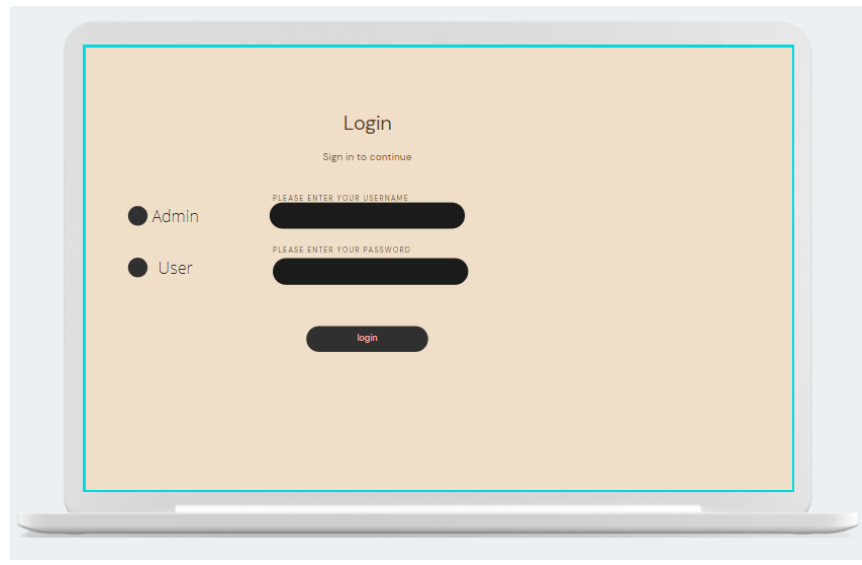 Login
Sign in to continue
PLEASE ENTER YOUR USERNAME
Admin
PLEASE ENTER YOUR PASSWORD
User
login